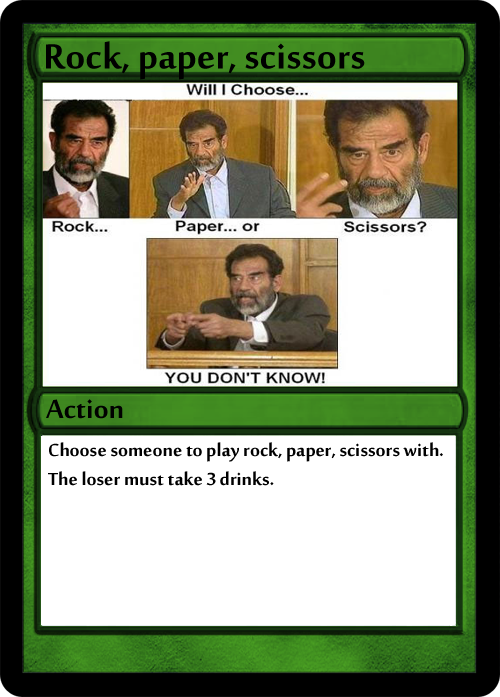 Rock, paper, scissors
Will I Choose...
Rock... Paper... or Scissors?
YOU DON'T KNOW!
Action
Choose someone to play rock, paper, scissors with.
The loser must take 3 drinks.